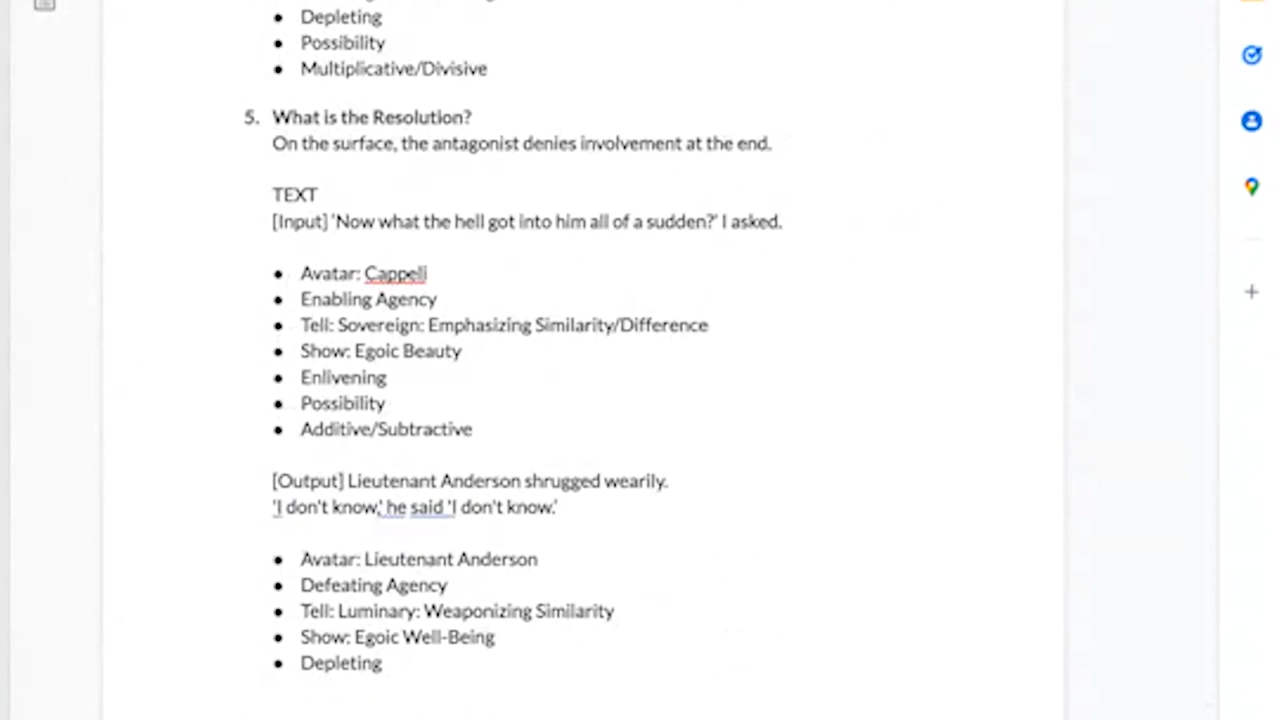 Depleting
Possibility
Multiplicative/Divisive
5. What is the Resolution?
On the surface, the antagonist denies involvement at the end.
TEXT
[Input] 'Now what the hell got into him all of a sudden?' I asked.
Avatar: Cappeli
Enabling Agency
Tell: Sovereign: Emphasizing Similarity/Difference
Show: Egoic Beauty
Enlivening
Possibility
Additive/Subtractive
[Output] Lieutenant Anderson shrugged wearily.
'I don't know,' he said 'I don't know.'
Avatar: Lieutenant Anderson
Defeating Agency
Tell: Luminary: Weaponizing Similarity
Show: Egoic Well-Being
Depleting